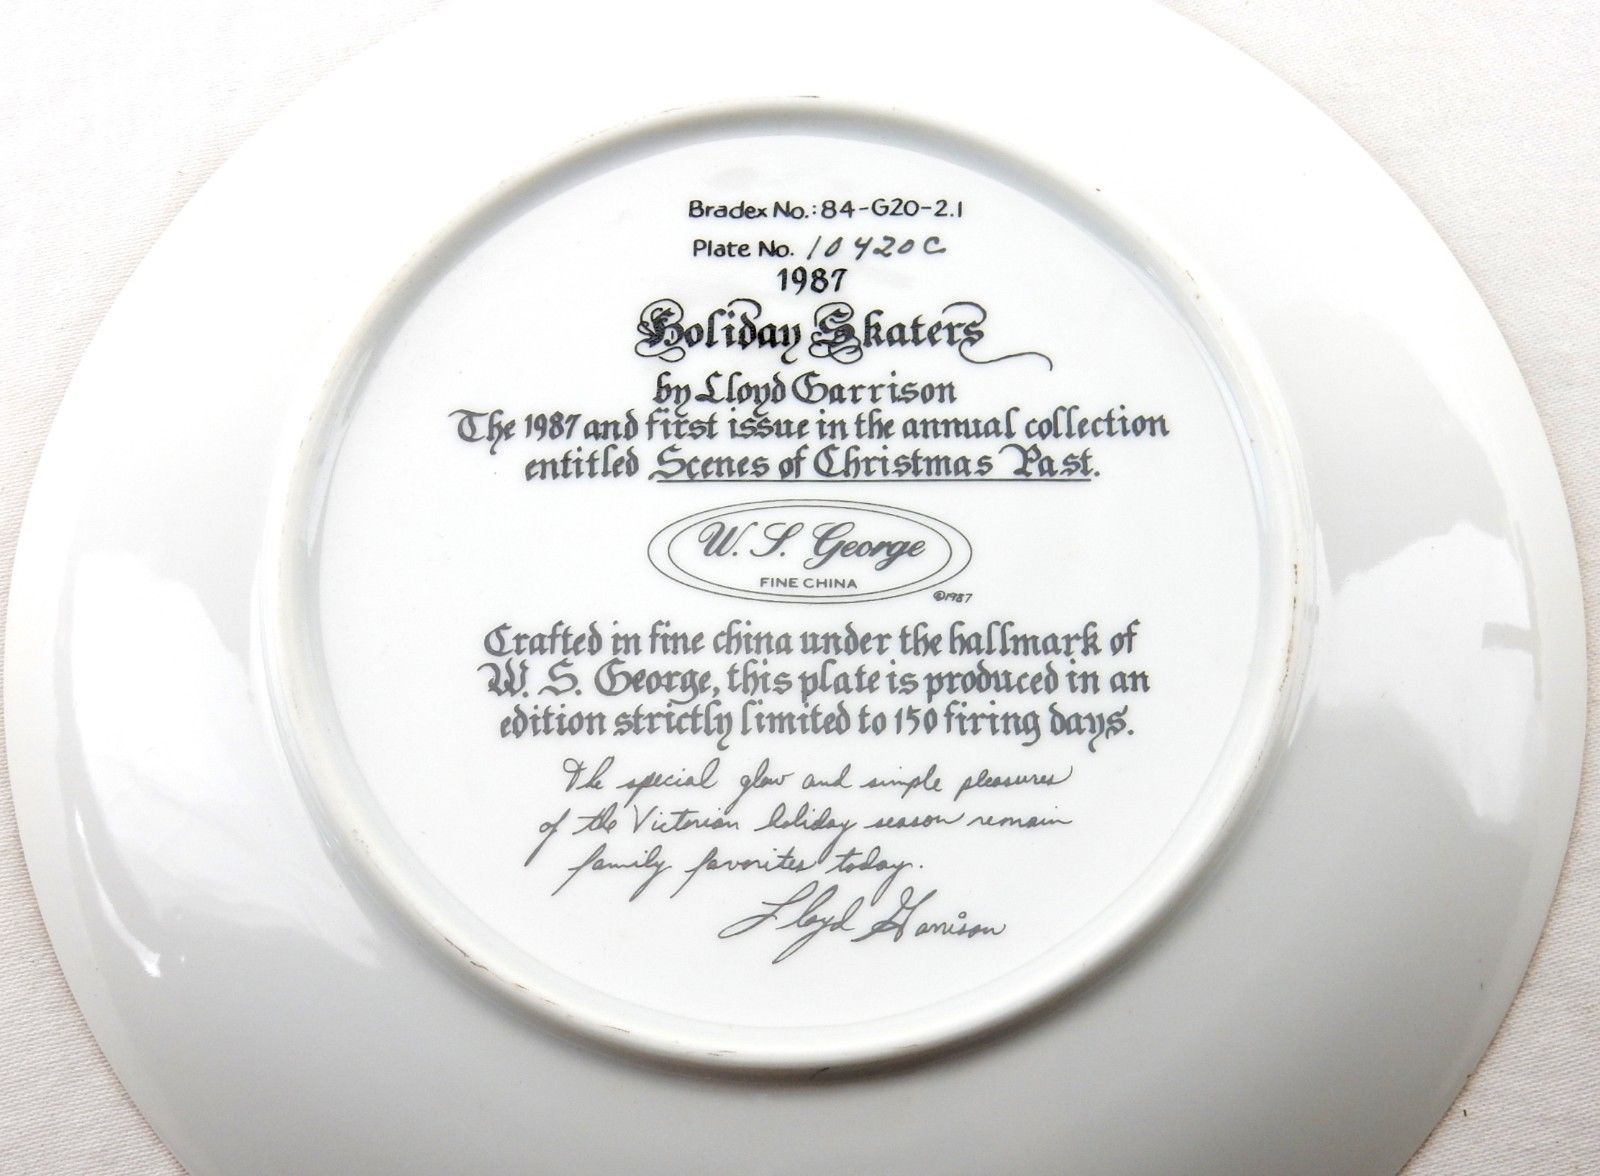 Bradex No.: 84-G20-2.1
Plate No. 10420C
1987
Holiday Skaters
by Lloyd Garrison
The 1987 and first issue in the annual collection
entitled Scenes of Christmas Past.
W. S. George
FINE CHINA
©1987
Crafted in fine china under the hallmark of
W. S. George, this plate is produced in an
edition strictly limited to 150 firing days.
The special glow and simple pleasures
of the Victorian holiday season remain
family favorites today.
Lloyd Garrison